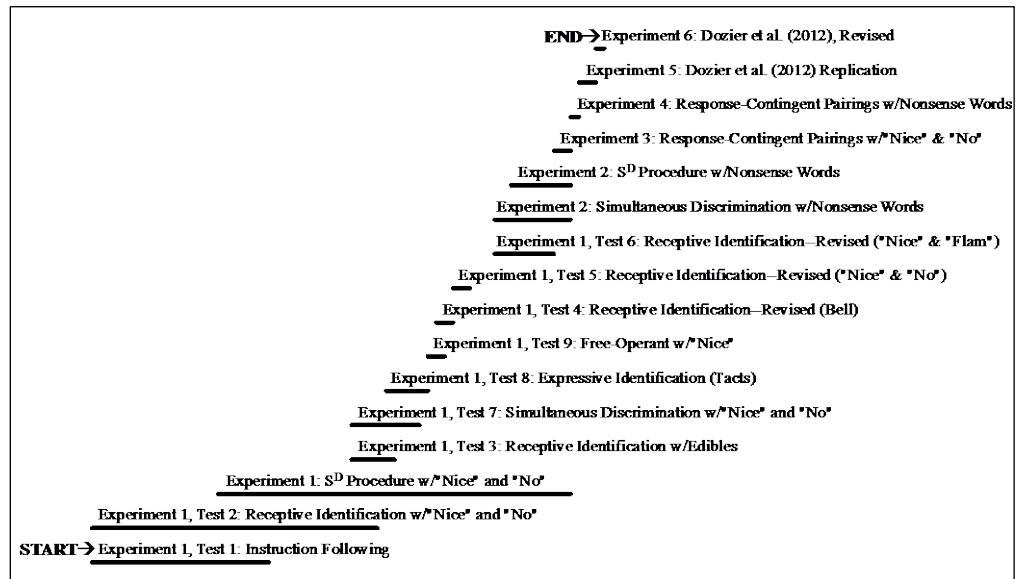 END→Experiment 6: Dozier et al. (2012), Revised
Experiment 5: Dozier et al. (2012) Replication
Experiment 4: Response-Contingent Pairings w/Nonsense Words
Experiment 3: Response-Contingent Pairings w/"Nice" & "No"
Experiment 2: S^D Procedure w/Nonsense Words
Experiment 2: Simultaneous Discrimination w/Nonsense Words
Experiment 1, Test 6: Receptive Identification–Revised ("Nice" & "Flam")
Experiment 1, Test 5: Receptive Identification–Revised ("Nice" & "No")
Experiment 1, Test 4: Receptive Identification–Revised (Bell)
Experiment 1, Test 9: Free-Operant w/"Nice"
Experiment 1, Test 8: Expressive Identification (Tacts)
Experiment 1, Test 7: Simultaneous Discrimination w/"Nice" and "No"
Experiment 1, Test 3: Receptive Identification w/Edibles
Experiment 1: S^D Procedure w/"Nice" and "No"
Experiment 1, Test 2: Receptive Identification w/"Nice" and "No"
START→ Experiment 1, Test 1: Instruction Following